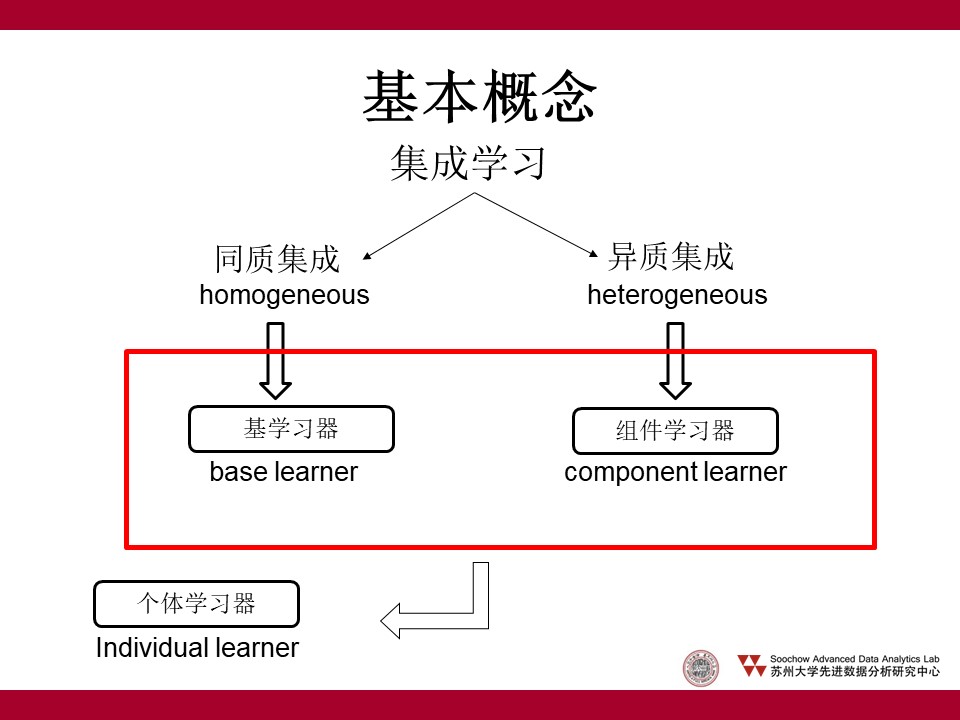 基本概念
集成学习
同质集成
homogeneous
异质集成
heterogeneous
基学习器
base learner
组件学习器
component learner
个体学习器
Individual learner
Soochow Advanced Data Analytics Lab
苏州大学先进数据分析研究中心